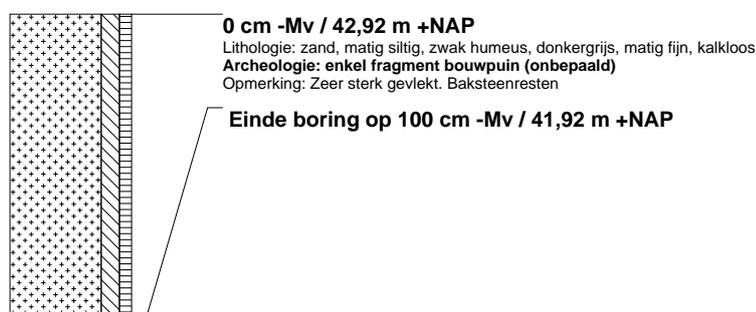 0 cm -Mv / 42,92 m +NAP
Lithologie: zand, matig siltig, zwak humeus, donkergrijs, matig fijn, kalkloos
Archeologie: enkel fragment bouwpuin (onbepaald)
Opmerking: Zeer sterk gevlekt. Baksteenresten
Einde boring op 100 cm -Mv / 41,92 m +NAP